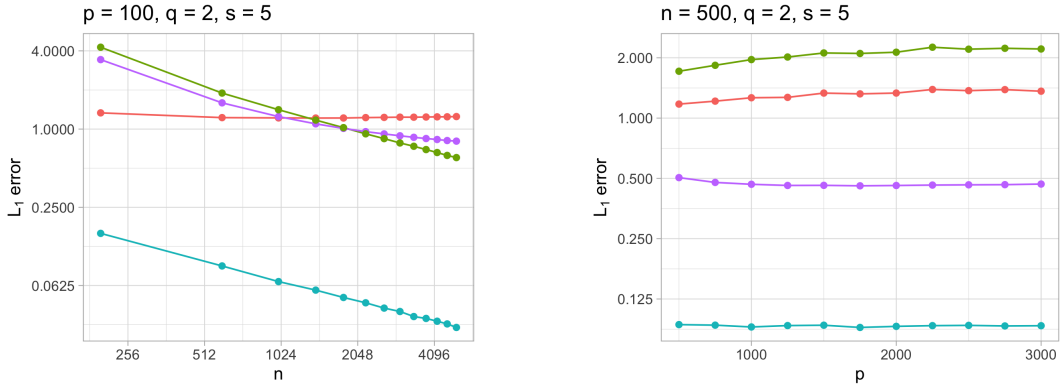 p = 100, q = 2, s = 5
L₁ error
4.0000
1.0000
0.2500
0.0625
256
512
1024
2048
4096
n
n = 500, q = 2, s = 5
L₁ error
2.000
1.000
0.500
0.250
0.125
1000
2000
3000
p